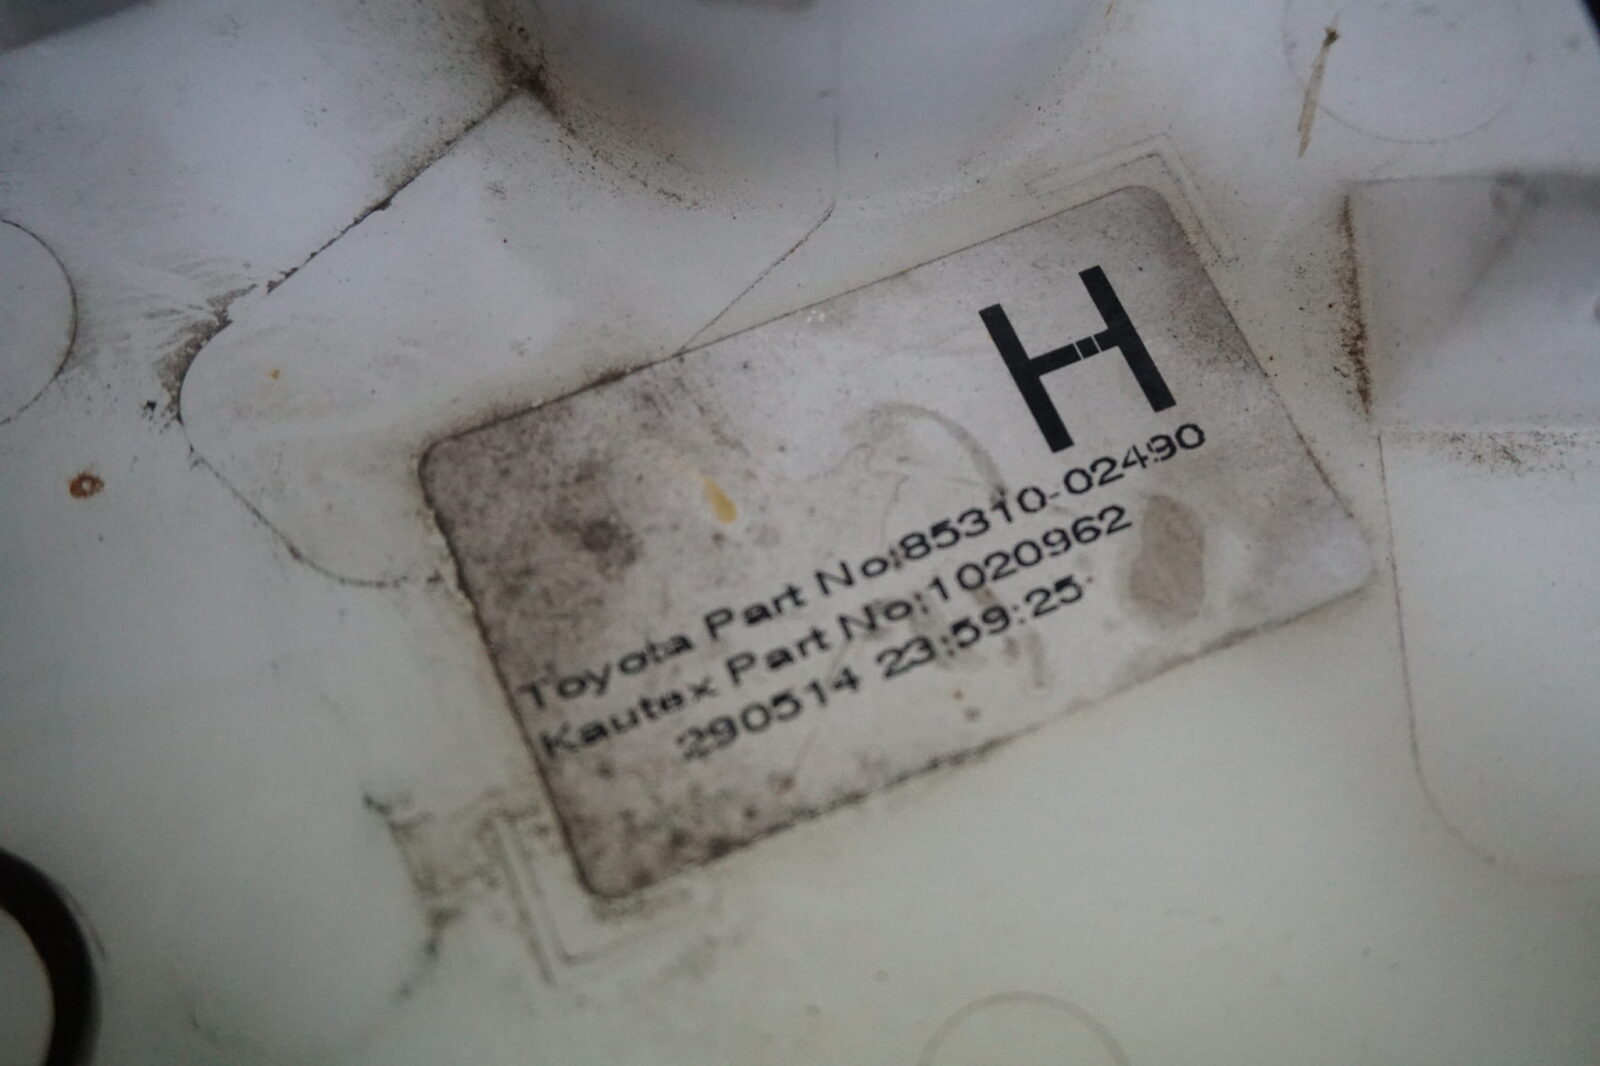 H
Toyota Part No:85310-02490
Kautex Part No:1020962
290514 23:59:25